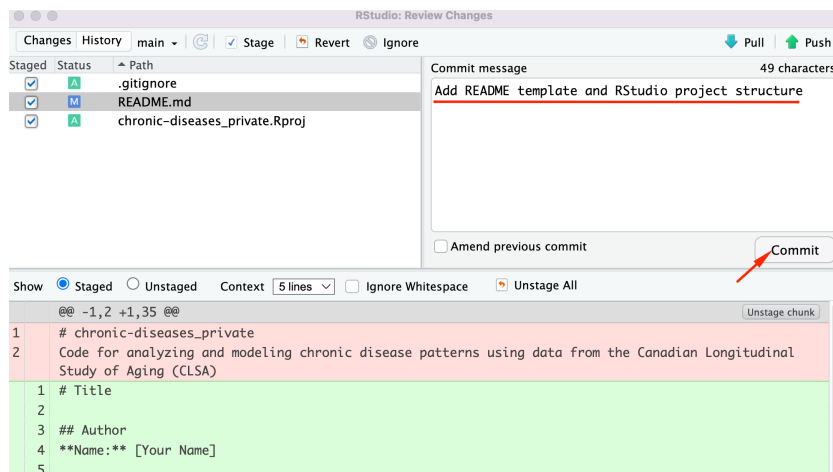 RStudio: Review Changes
Changes History main Stage Revert Ignore Pull Push
Staged Status Path
A .gitignore
M README.md
A chronic-diseases_private.Rproj
Commit message 49 characters
Add README template and RStudio project structure
Amend previous commit
Commit
Show Staged Unstaged Context 5 lines Ignore Whitespace Unstage All
@@ -1,2 +1,35 @@ Unstage chunk
1 # chronic-diseases_private
2 Code for analyzing and modeling chronic disease patterns using data from the Canadian Longitudinal
Study of Aging (CLSA)
1 # Title
2
3 ## Author
4 **Name:** [Your Name]
5